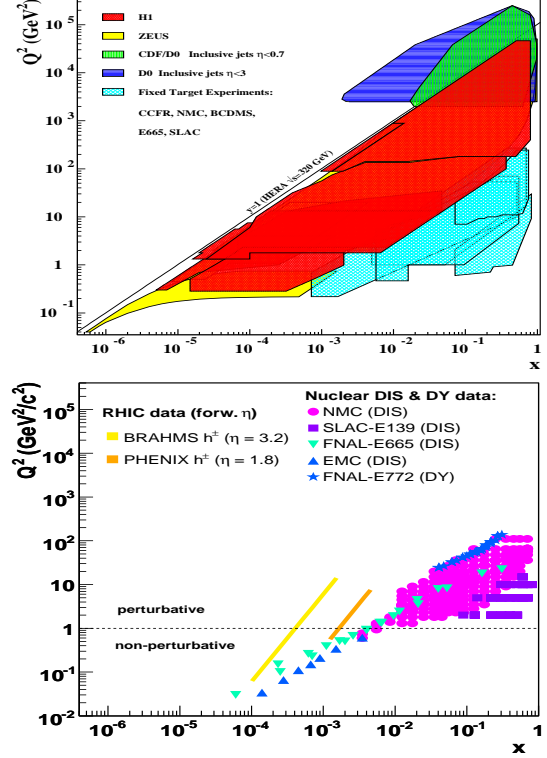 Q² (GeV²)
H1
ZEUS
CDF/D0 Inclusive jets η<0.7
D0 Inclusive jets η<3
Fixed Target Experiments:
CCFR, NMC, BCDMS,
E665, SLAC
y=1 (HERA √s=320 GeV)
10⁵
10⁴
10³
10²
10
1
10⁻¹
10⁻⁶ 10⁻⁵ 10⁻⁴ 10⁻³ 10⁻² 10⁻¹ 1
x
Q² (GeV²/c²)
10⁵
10⁴
10³
10²
10
1
10⁻¹
10⁻²
RHIC data (forw. η)
BRAHMS h± (η = 3.2)
PHENIX h± (η = 1.8)
Nuclear DIS & DY data:
NMC (DIS)
SLAC-E139 (DIS)
FNAL-E665 (DIS)
EMC (DIS)
FNAL-E772 (DY)
perturbative
non-perturbative
10⁻⁶ 10⁻⁵ 10⁻⁴ 10⁻³ 10⁻² 10⁻¹ 1
x